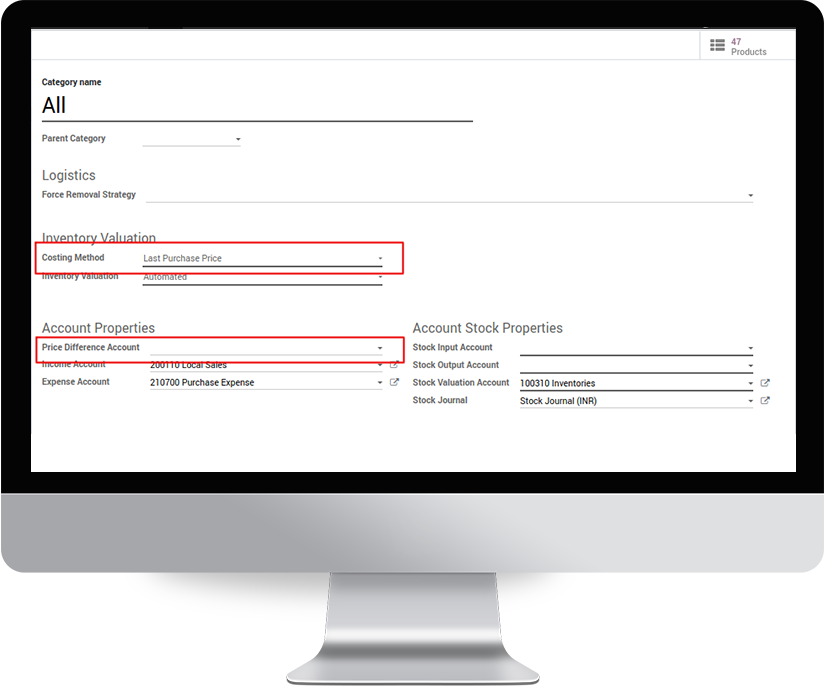 47
Products
Category name
All
Parent Category
Logistics
Force Removal Strategy
Inventory Valuation
Costing Method Last Purchase Price
Inventory Valuation Automated
Account Properties Account Stock Properties
Price Difference Account Stock Input Account
Income Account 200110 Local Sales Stock Output Account
Expense Account 210700 Purchase Expense Stock Valuation Account 100310 Inventories
Stock Journal Stock Journal (INR)